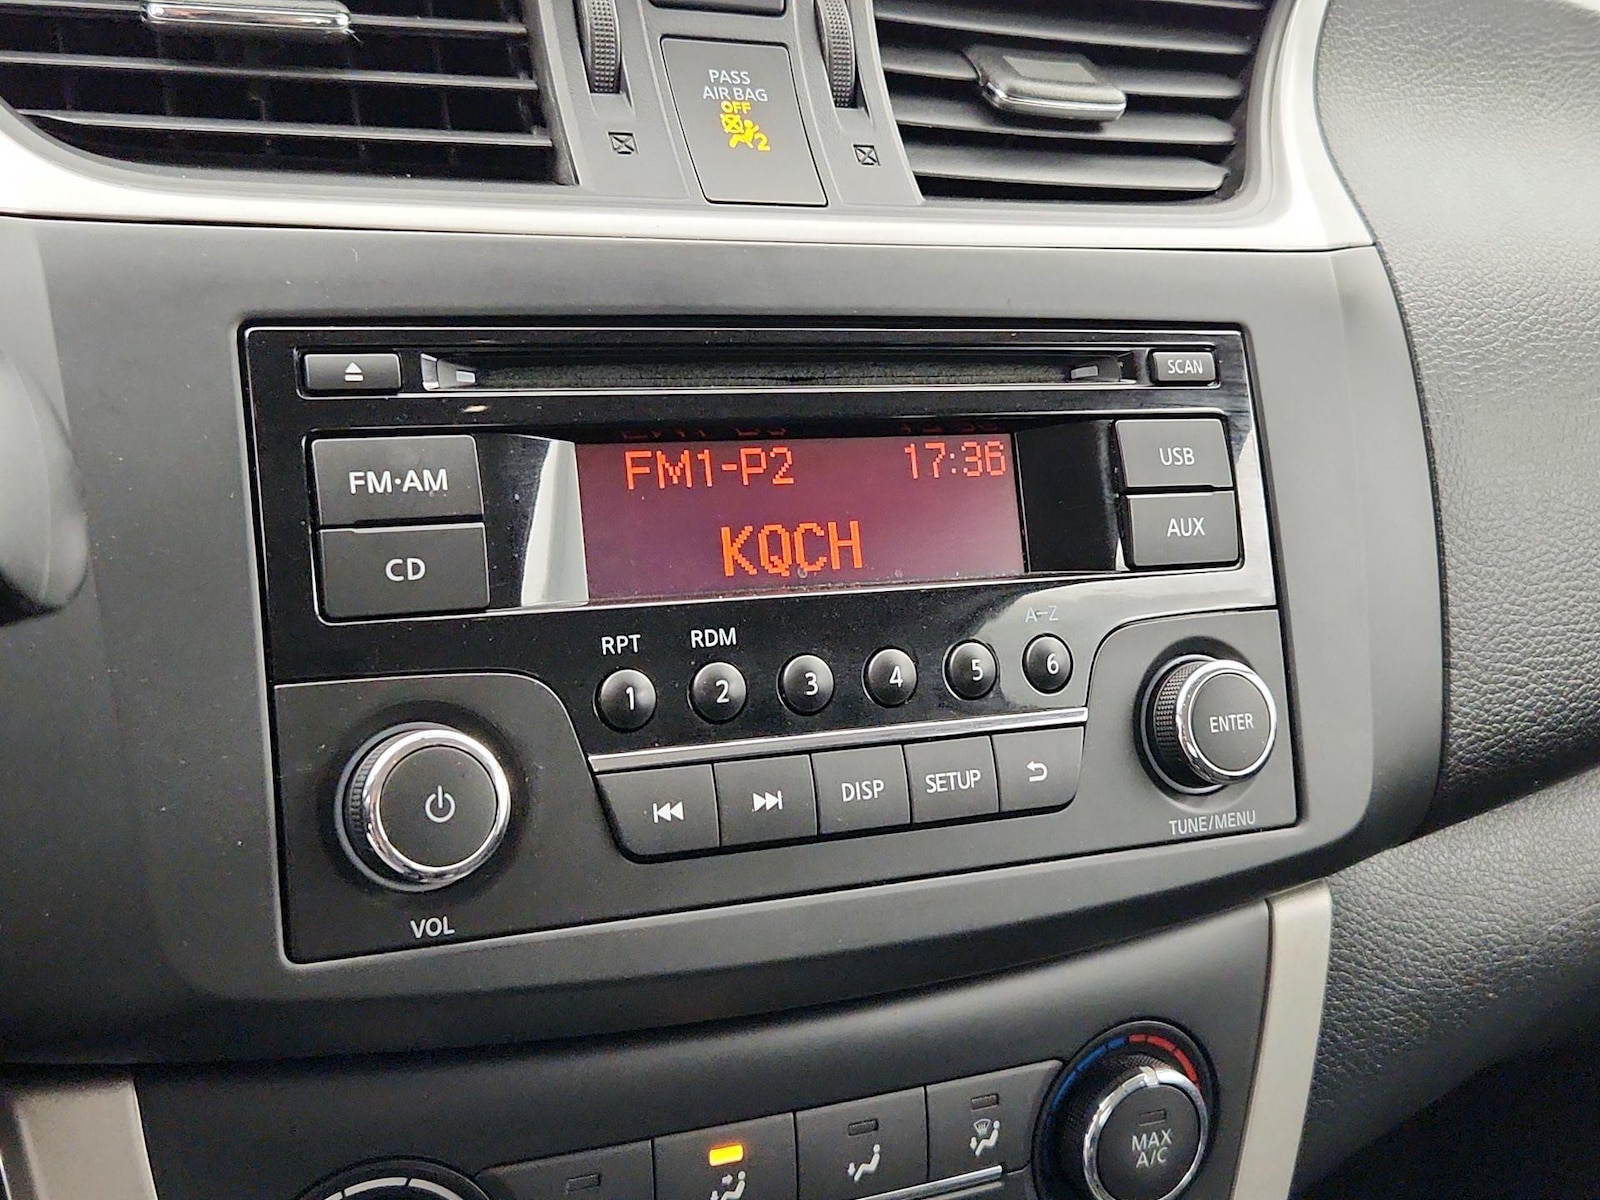 PASS
AIR BAG
OFF
2
SCAN
FM·AM
FM1-P2 17:36
USB
CD
KQCH
AUX
RPT RDM A-Z
1 2 3 4 5 6
DISP SETUP
ENTER
TUNE/MENU
VOL
MAX
A/C